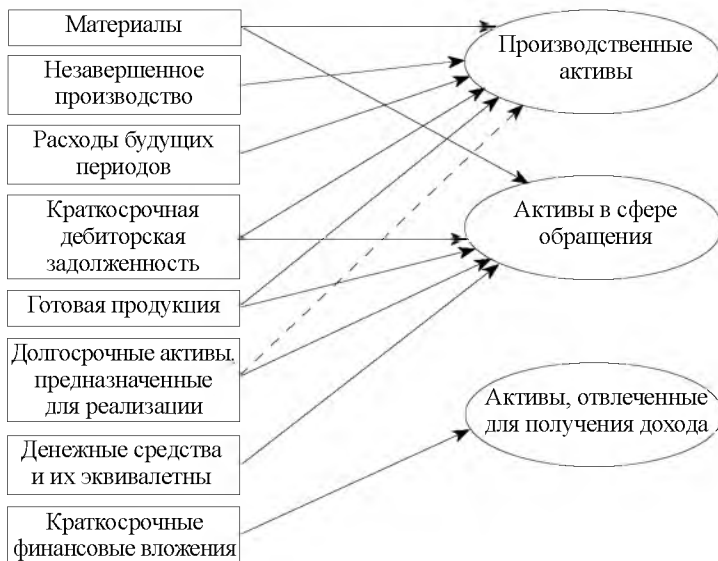 Материалы
Незавершенное
производство
Расходы будущих
периодов
Краткосрочная
дебиторская
задолженность
Готовая продукция
Долгосрочные активы,
предназначенные
для реализации
Денежные средства
и их эквивалетны
Краткосрочные
финансовые вложения
Производственные
активы
Активы в сфере
обращения
Активы, отвлеченные
для получения дохода